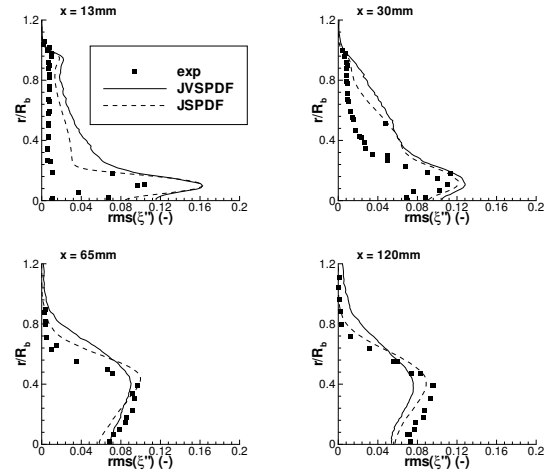 x = 13mm
r/R_b
1.2
0.8
0.4
0
0 0.04 0.08 0.12 0.16 0.2
rms(ξ") (-)
exp
JVSPDF
JSPDF
x = 30mm
r/R_b
1.2
0.8
0.4
0
0 0.04 0.08 0.12 0.16 0.2
rms(ξ") (-)
x = 65mm
r/R_b
1.2
0.8
0.4
0
0 0.04 0.08 0.12 0.16 0.2
rms(ξ") (-)
x = 120mm
r/R_b
1.2
0.8
0.4
0
0 0.04 0.08 0.12 0.16 0.2
rms(ξ") (-)